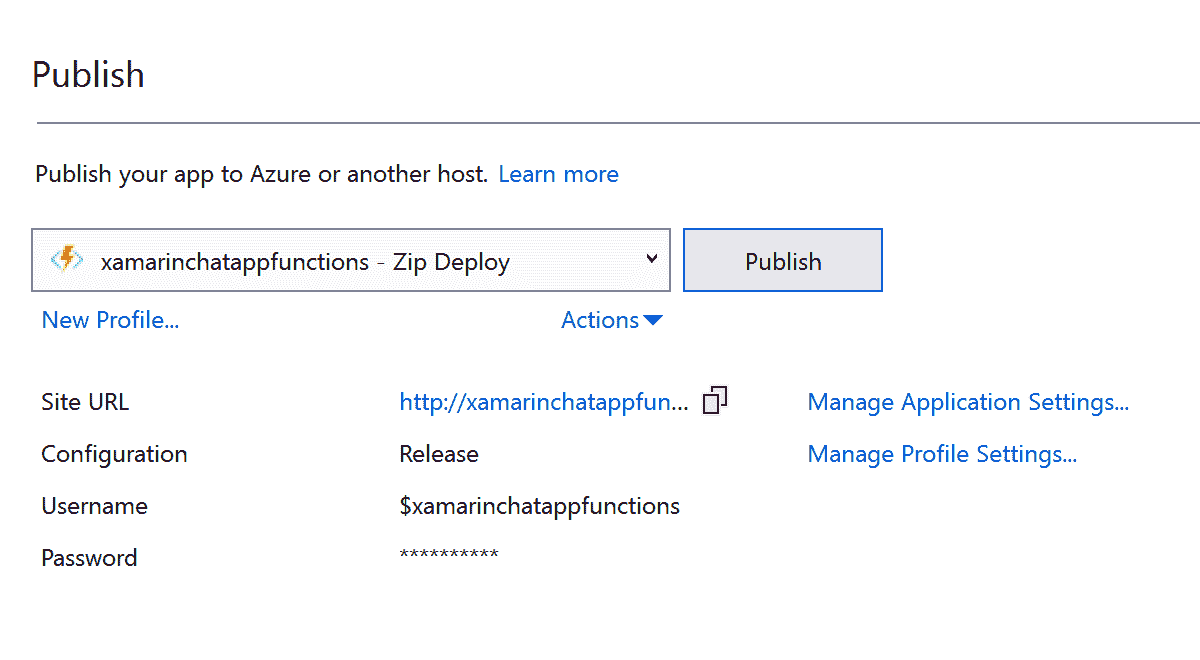 Publish
Publish your app to Azure or another host. Learn more
xamarinchatappfunctions - Zip Deploy Publish
New Profile... Actions
Site URL http://xamarinchatappfun... Manage Application Settings...
Configuration Release Manage Profile Settings...
Username $xamarinchatappfunctions
Password **********